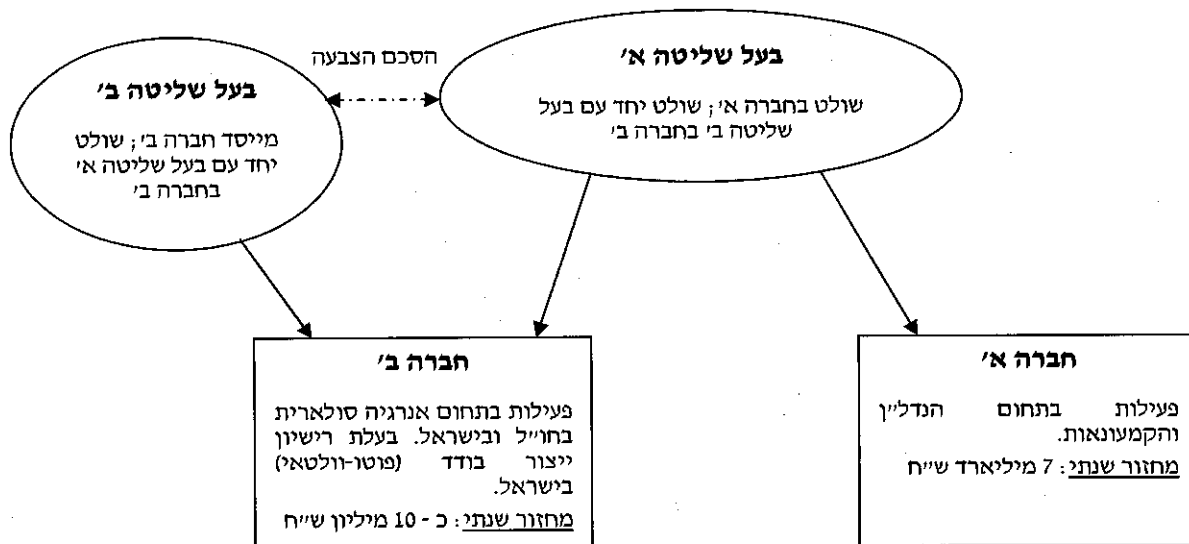 בעל שליטה א'
שולט בחברה א'; שולט יחד עם בעל
שליטה ב' בחברה ב'
הסכם הצבעה
בעל שליטה ב'
מייסד חברה ב'; שולט
יחד עם בעל שליטה א'
בחברה ב'
חברה א'
פעילות בתחום הנדל"ן
והקמעונאות.
מחזור שנתי: 7 מיליארד ש"ח
חברה ב'
פעילות בתחום אנרגיה סולארית
בחו"ל ובישראל. בעלת רישיון
ייצור בודד (פוטו-וולטאי)
בישראל.
מחזור שנתי: כ - 10 מיליון ש"ח